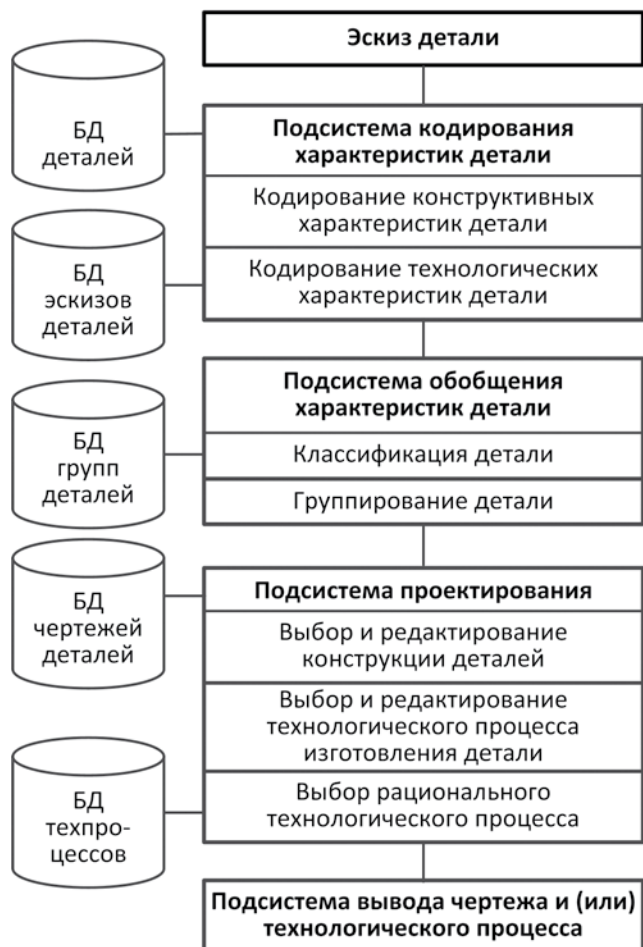 Эскиз детали
БД
деталей
Подсистема кодирования
характеристик детали
Кодирование конструктивных
характеристик детали
БД
эскизов
деталей
Кодирование технологических
характеристик детали
Подсистема обобщения
характеристик детали
БД
групп
деталей
Классификация детали
Группирование детали
БД
чертежей
деталей
Подсистема проектирования
Выбор и редактирование
конструкции деталей
Выбор и редактирование
технологического процесса
изготовления детали
БД
техпро-
цессов
Выбор рационального
технологического процесса
Подсистема вывода чертежа и (или)
технологического процесса